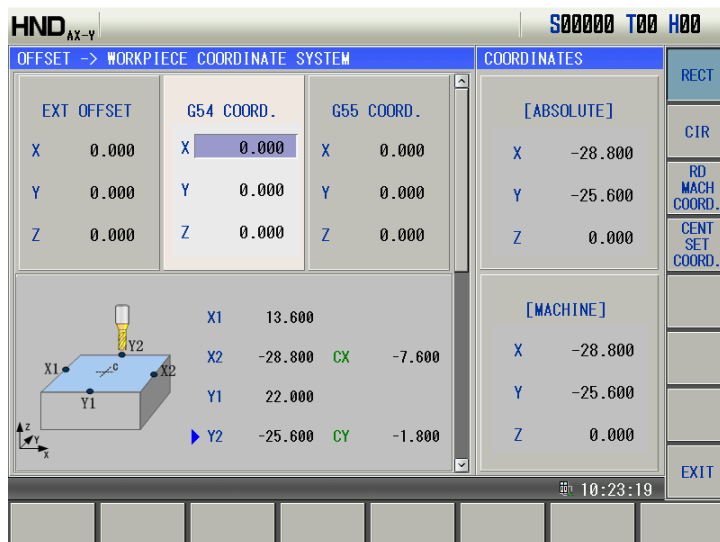 HND AX-Y S00000 T00 H00
OFFSET -> WORKPIECE COORDINATE SYSTEM
COORDINATES
RECT
EXT OFFSET G54 COORD. G55 COORD.
[ABSOLUTE]
CIR
X 0.000 X 0.000 X 0.000 X -28.800
RD
MACH
COORD.
Y 0.000 Y 0.000 Y 0.000 Y -25.600
CENT
SET
COORD.
Z 0.000 Z 0.000 Z 0.000 Z 0.000
[MACHINE]
X1 13.600
X2 -28.800 CX -7.600 X -28.800
Y1 22.000 Y -25.600
Y2 -25.600 CY -1.800 Z 0.000
Y2
X1 C X2
Y1
Z
Y
X
EXIT
10:23:19